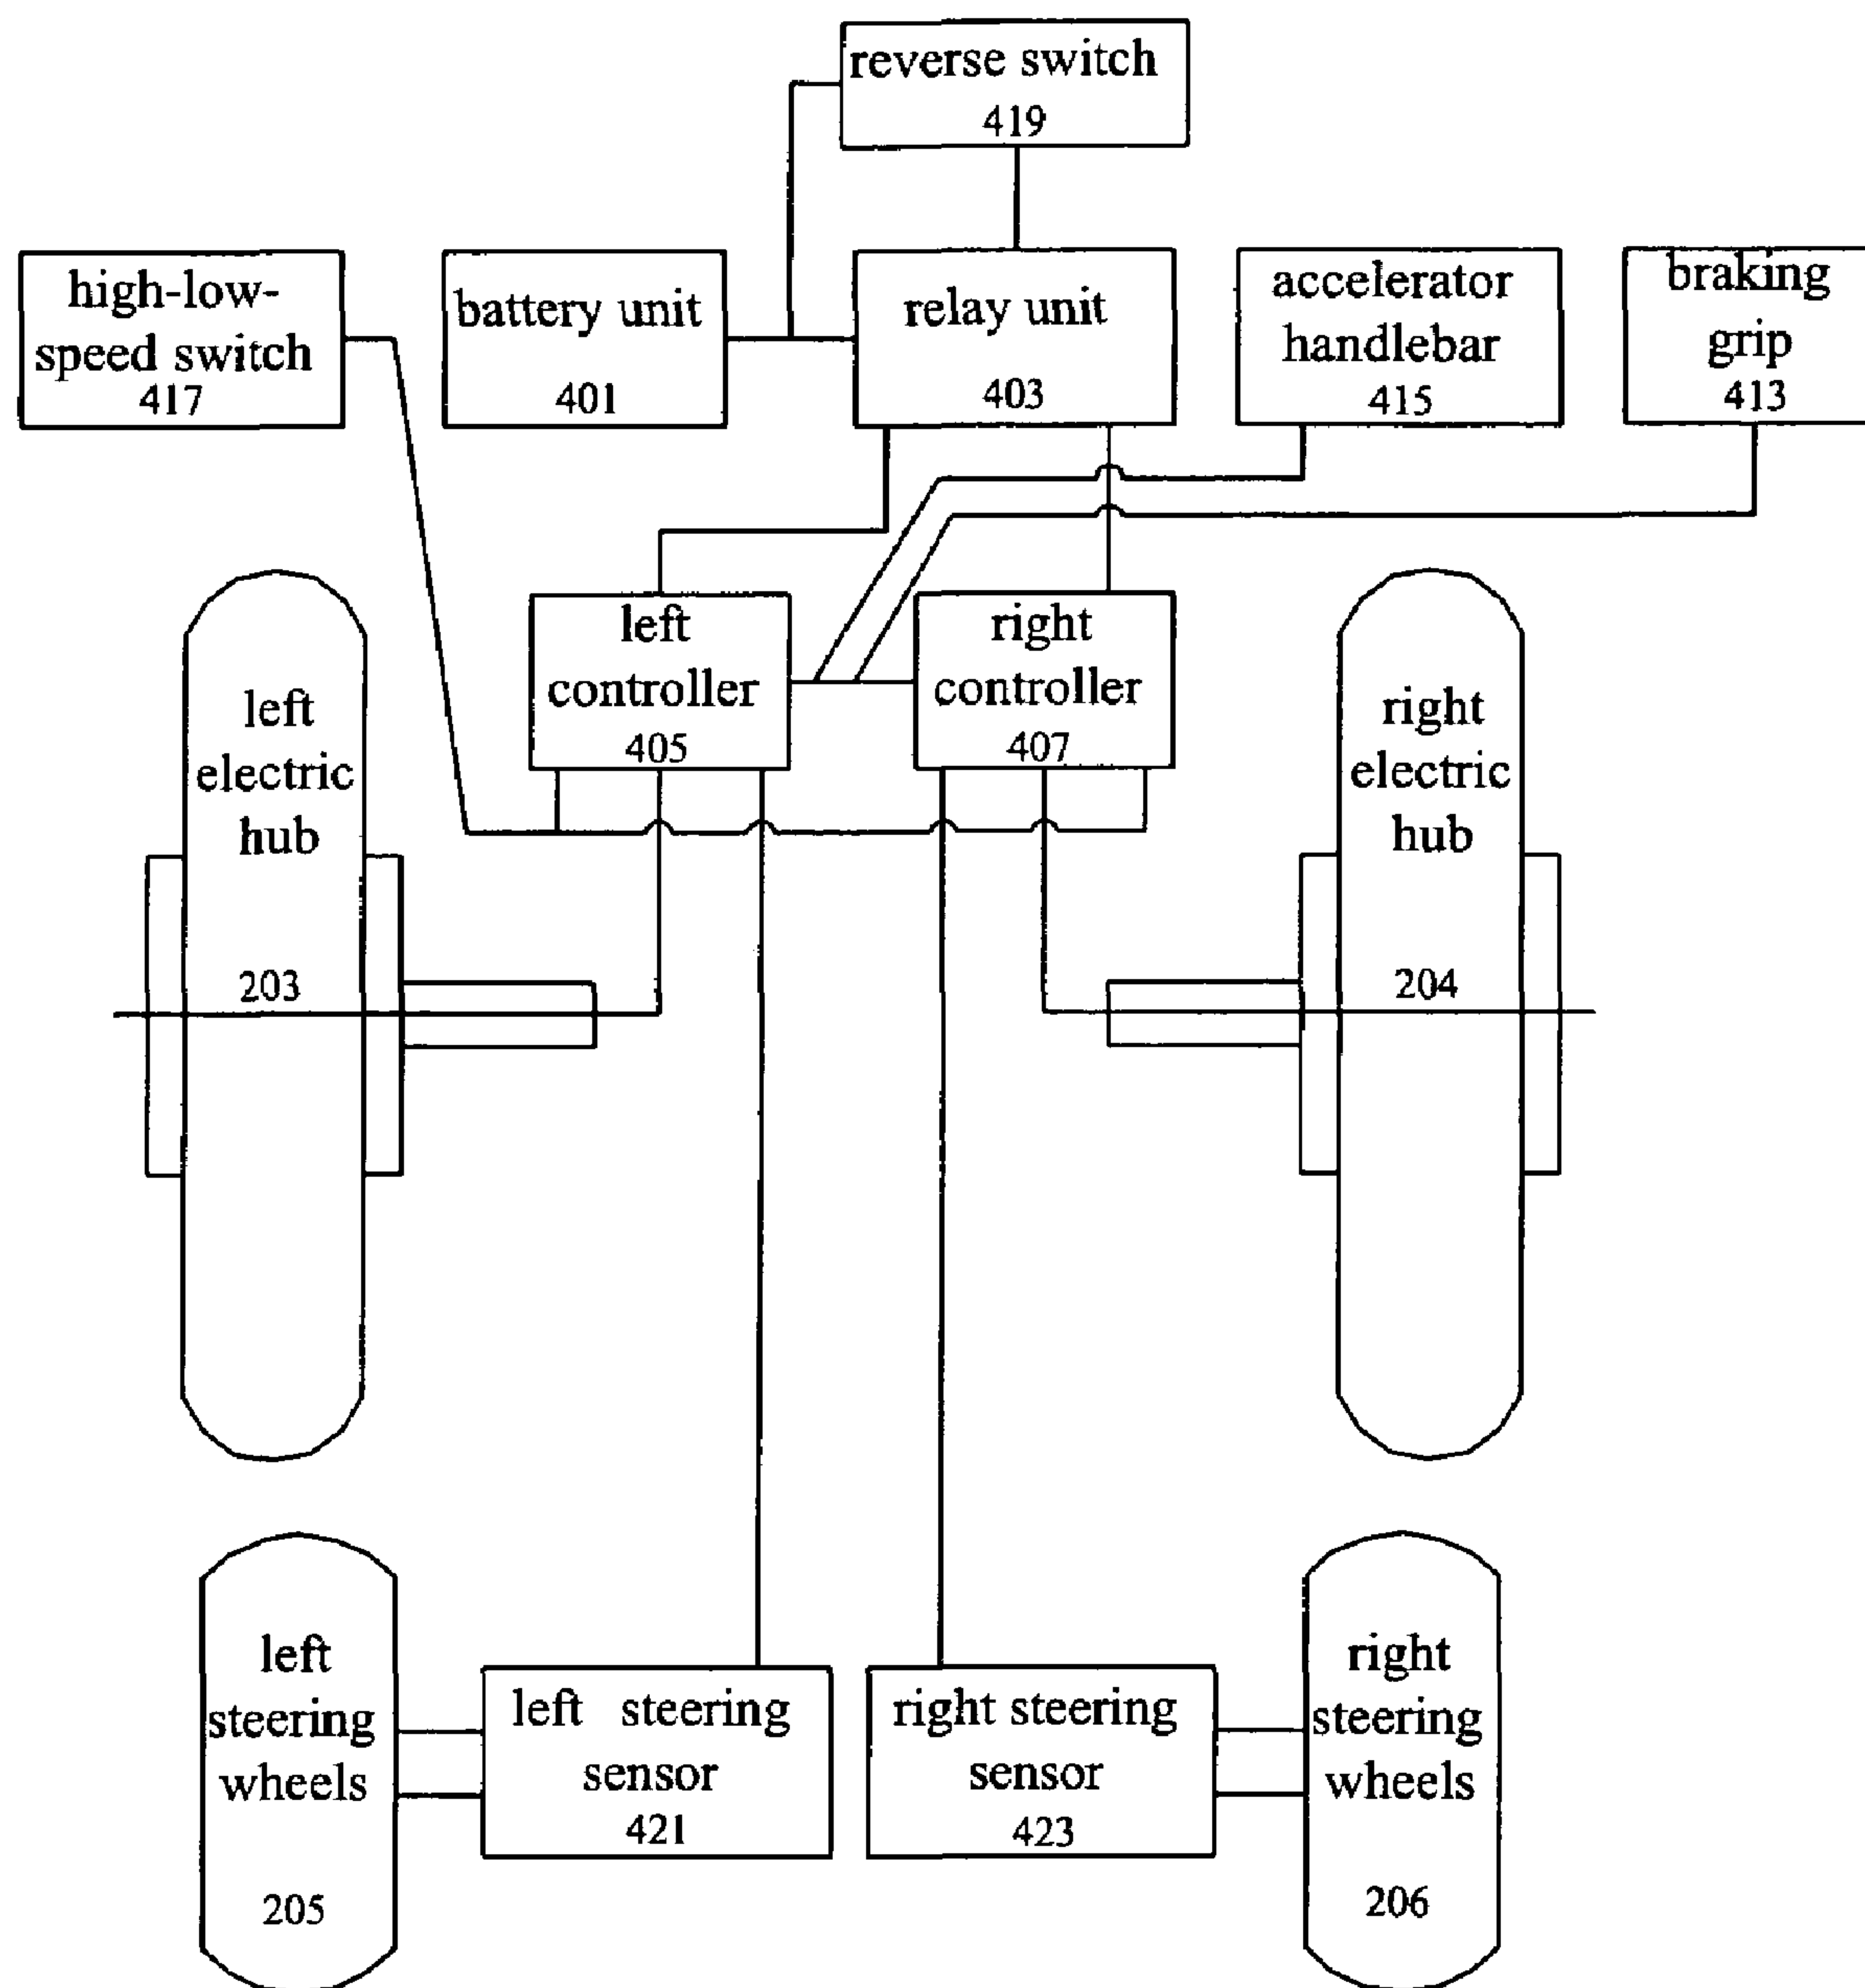 reverse switch
419
high-low-
speed switch
417
battery unit
401
relay unit
403
accelerator
handlebar
415
braking
grip
413
left
controller
405
right
controller
407
left
electric
hub
203
right
electric
hub
204
left
steering
wheels
205
left steering
sensor
421
right steering
sensor
423
right
steering
wheels
206